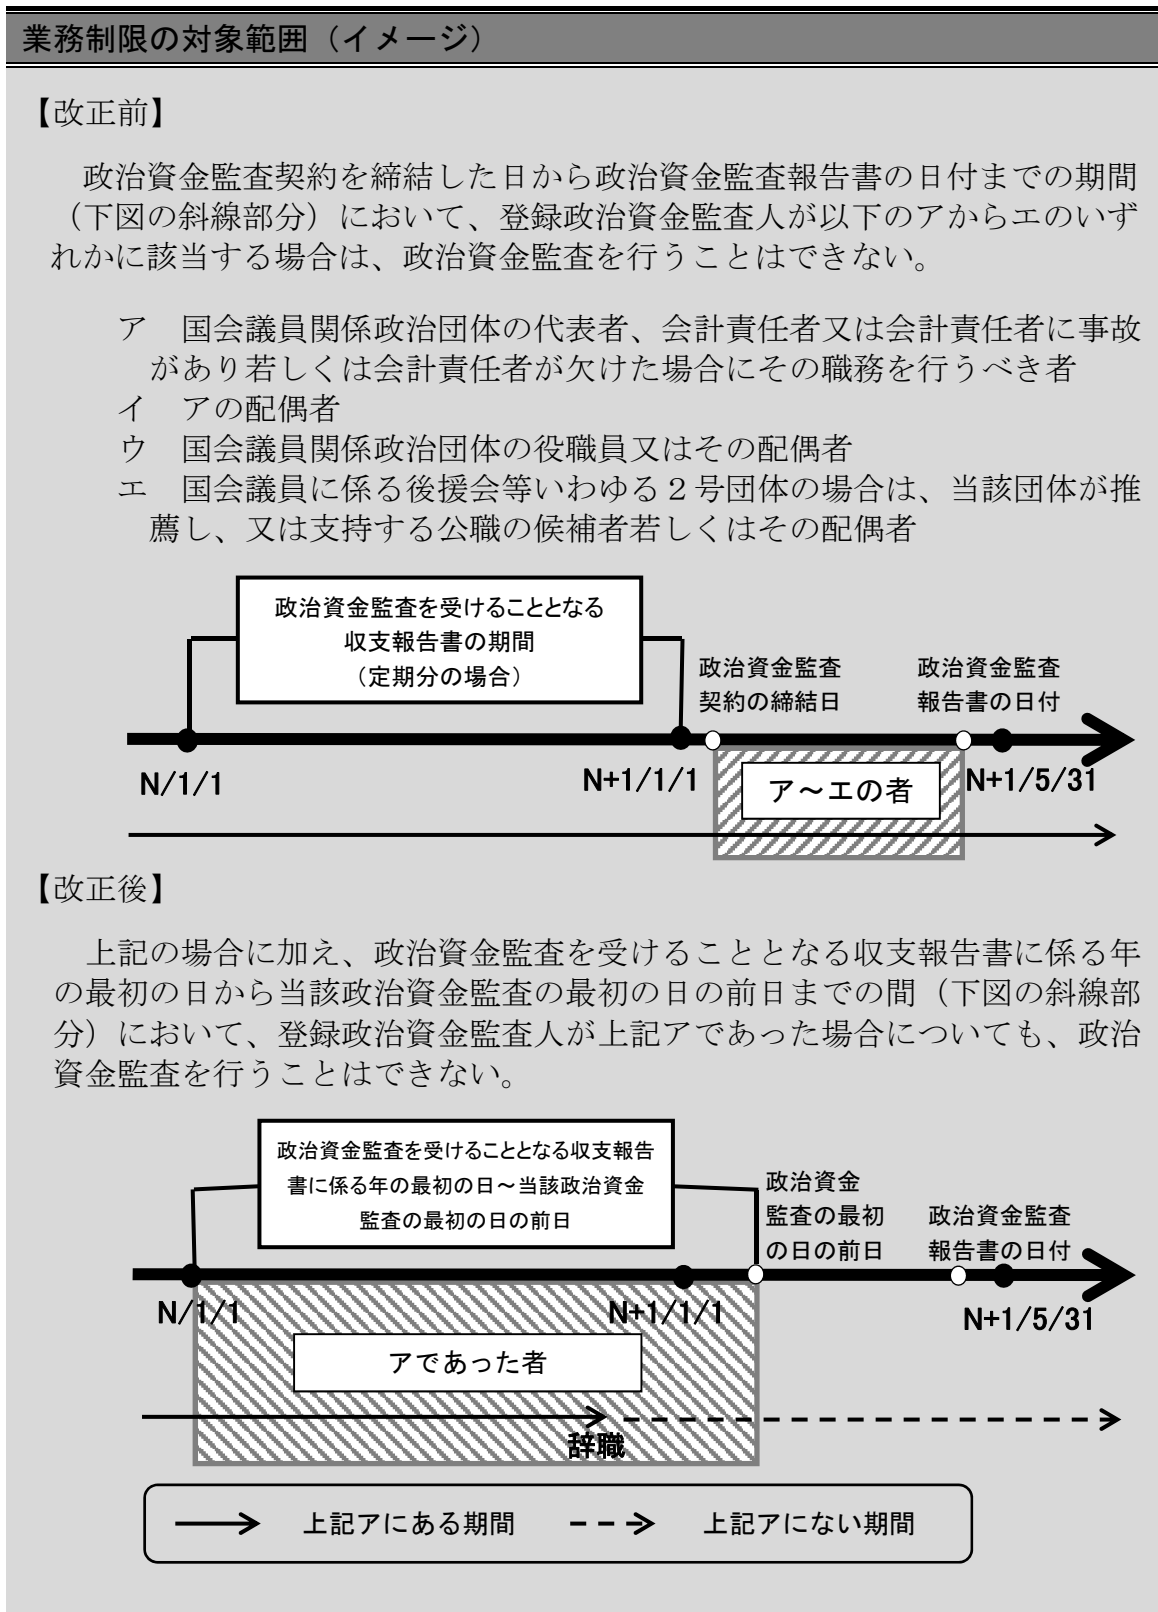 業務制限の対象範囲（イメージ）
【改正前】
政治資金監査契約を締結した日から政治資金監査報告書の日付までの期間
（下図の斜線部分）において、登録政治資金監査人が以下のアからエのいず
れかに該当する場合は、政治資金監査を行うことはできない。
ア　国会議員関係政治団体の代表者、会計責任者又は会計責任者に事故
があり若しくは会計責任者が欠けた場合にその職務を行うべき者
イ　アの配偶者
ウ　国会議員関係政治団体の役職員又はその配偶者
エ　国会議員に係る後援会等いわゆる２号団体の場合は、当該団体が推
薦し、又は支持する公職の候補者若しくはその配偶者
政治資金監査を受けることとなる
収支報告書の期間
（定期分の場合）
政治資金監査
契約の締結日
政治資金監査
報告書の日付
N/1/1
N+1/1/1
ア～エの者
N+1/5/31
【改正後】
上記の場合に加え、政治資金監査を受けることとなる収支報告書に係る年
の最初の日から当該政治資金監査の最初の日の前日までの間（下図の斜線部
分）において、登録政治資金監査人が上記アであった場合についても、政治
資金監査を行うことはできない。
政治資金監査を受けることとなる収支報告
書に係る年の最初の日～当該政治資金
監査の最初の日の前日
政治資金
監査の最初
の日の前日
政治資金監査
報告書の日付
N/1/1
N+1/1/1
N+1/5/31
アであった者
辞職
上記アにある期間
上記アにない期間